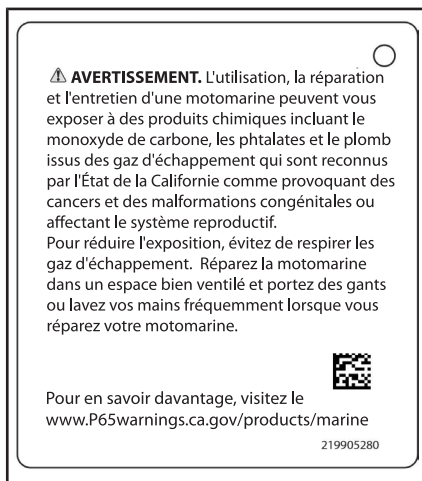 ⚠ AVERTISSEMENT. L'utilisation, la réparation
et l'entretien d'une motomarine peuvent vous
exposer à des produits chimiques incluant le
monoxyde de carbone, les phtalates et le plomb
issus des gaz d'échappement qui sont reconnus
par l'État de la Californie comme provoquant des
cancers et des malformations congénitales ou
affectant le système reproductif.
Pour réduire l'exposition, évitez de respirer les
gaz d'échappement. Réparez la motomarine
dans un espace bien ventilé et portez des gants
ou lavez vos mains fréquemment lorsque vous
réparez votre motomarine.
Pour en savoir davantage, visitez le
www.P65warnings.ca.gov/products/marine
219905280